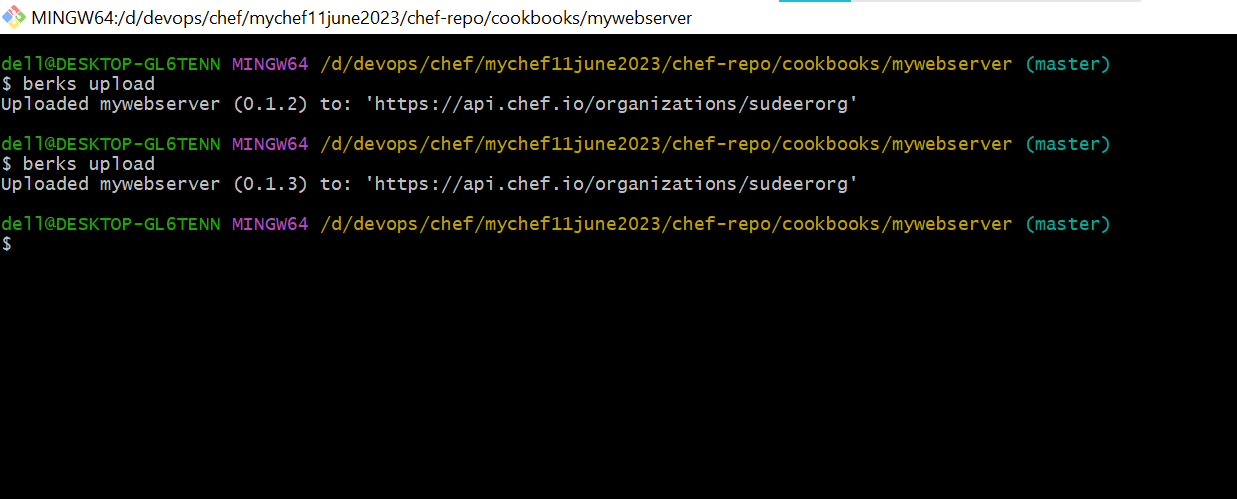 MINGW64:/d/devops/chef/mychef11june2023/chef-repo/cookbooks/mywebserver
dell@DESKTOP-GL6TENN MINGW64 /d/devops/chef/mychef11june2023/chef-repo/cookbooks/mywebserver (master)
$ berks upload
Uploaded mywebserver (0.1.2) to: 'https://api.chef.io/organizations/sudeerorg'
dell@DESKTOP-GL6TENN MINGW64 /d/devops/chef/mychef11june2023/chef-repo/cookbooks/mywebserver (master)
$ berks upload
Uploaded mywebserver (0.1.3) to: 'https://api.chef.io/organizations/sudeerorg'
dell@DESKTOP-GL6TENN MINGW64 /d/devops/chef/mychef11june2023/chef-repo/cookbooks/mywebserver (master)
$